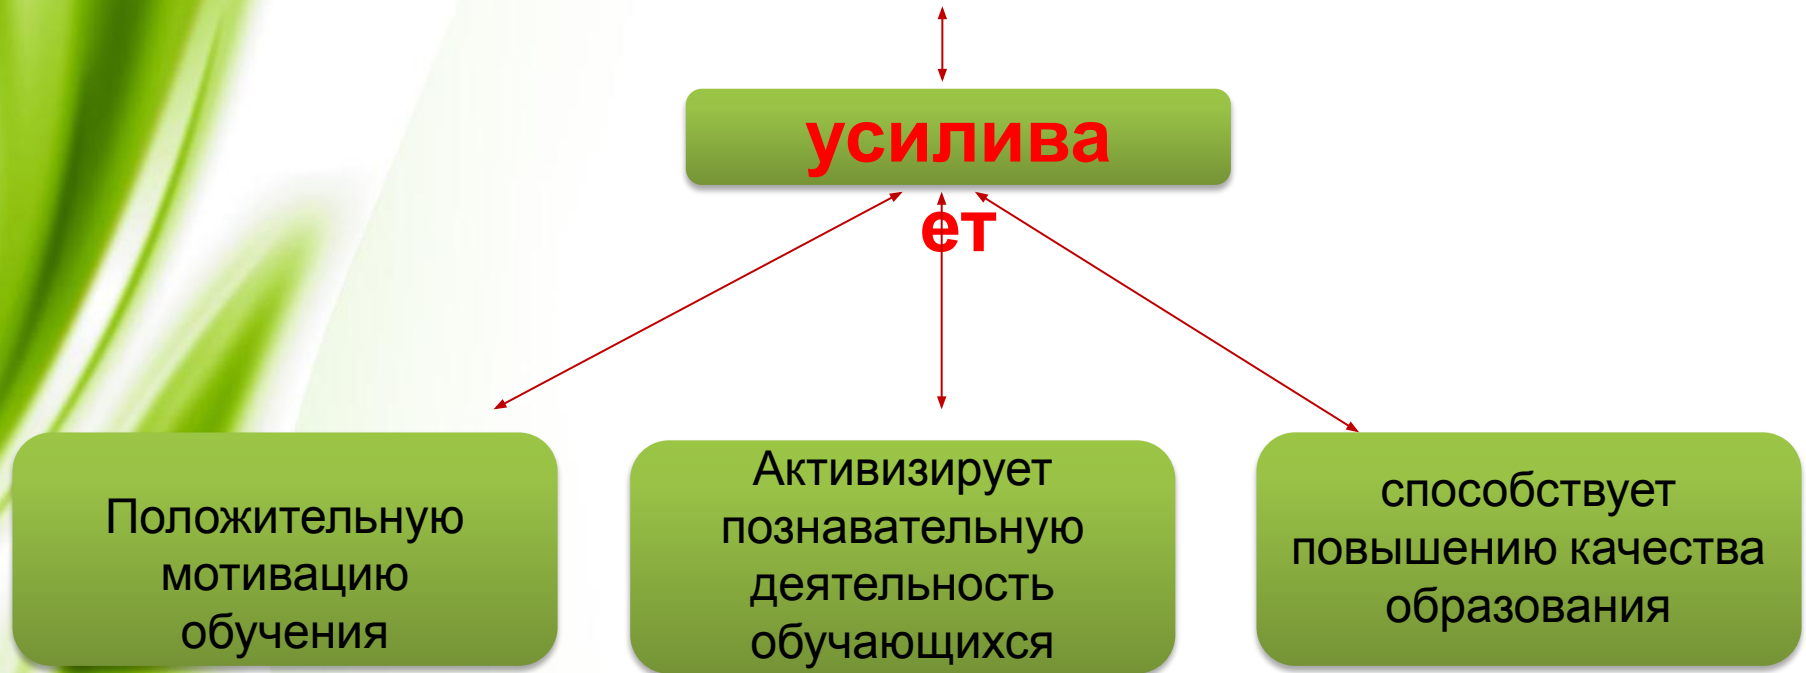 усилива
ет
Положительную
мотивацию
обучения
Активизирует
познавательную
деятельность
обучающихся
способствует
повышению качества
образования